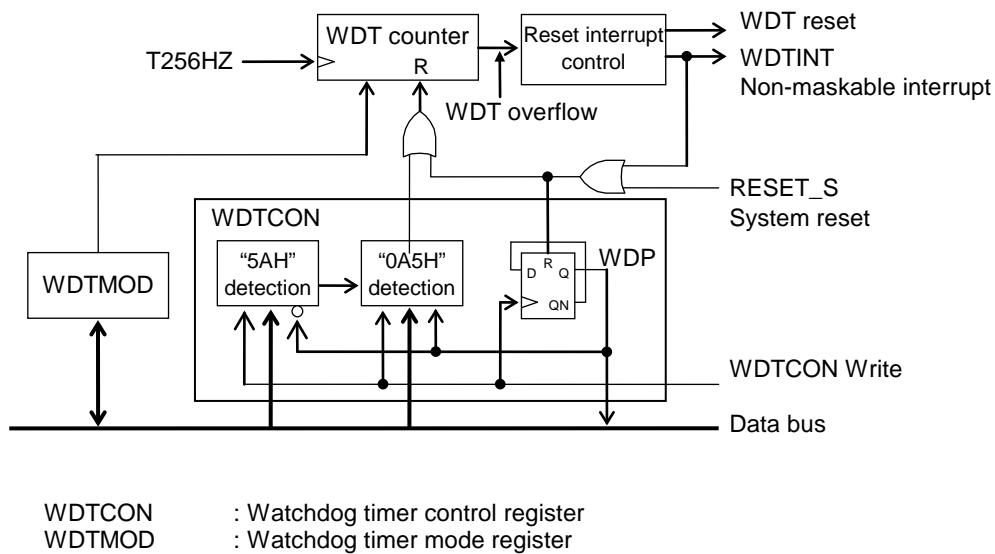 WDT counter
R
T256HZ
Reset interrupt
control
WDT reset
WDTINT
Non-maskable interrupt
WDT overflow
RESET_S
System reset
WDTCON
“5AH”
detection
“0A5H”
detection
WDP
D
R
Q
QN
WDTMOD
WDTCON Write
Data bus
WDTCON : Watchdog timer control register
WDTMOD : Watchdog timer mode register